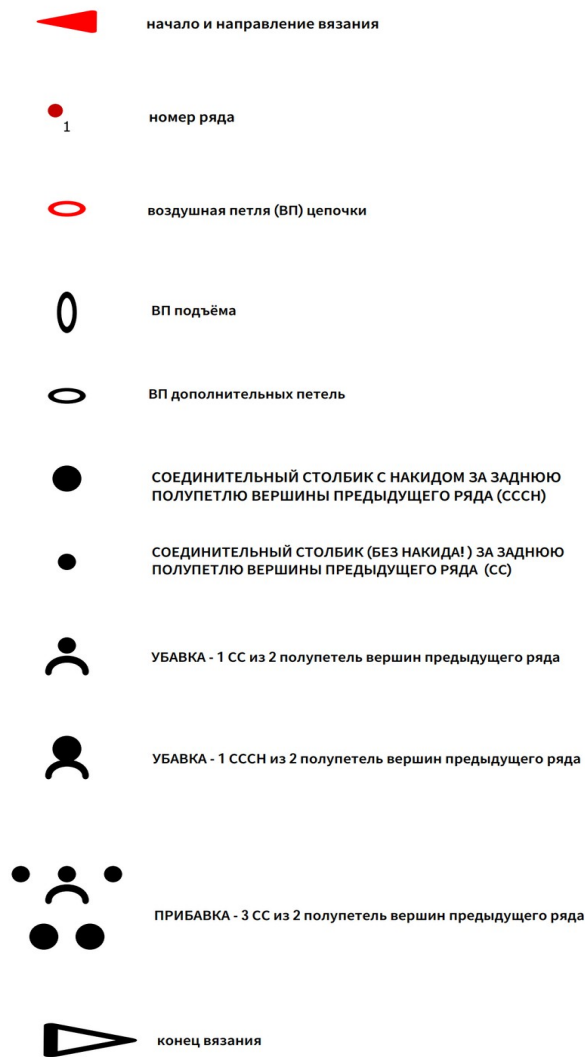 начало и направление вязания
1
номер ряда
воздушная петля (ВП) цепочки
ВП подъёма
ВП дополнительных петель
СОЕДИНИТЕЛЬНЫЙ СТОЛБИК С НАКИДОМ ЗА ЗАДНЮЮ
ПОЛУПЕТЛЮ ВЕРШИНЫ ПРЕДЫДУЩЕГО РЯДА (СССН)
СОЕДИНИТЕЛЬНЫЙ СТОЛБИК (БЕЗ НАКИДА! ) ЗА ЗАДНЮЮ
ПОЛУПЕТЛЮ ВЕРШИНЫ ПРЕДЫДУЩЕГО РЯДА (СС)
УБАВКА - 1 СС из 2 полупетель вершин предыдущего ряда
УБАВКА - 1 СССН из 2 полупетель вершин предыдущего ряда
ПРИБАВКА - 3 СС из 2 полупетель вершин предыдущего ряда
конец вязания